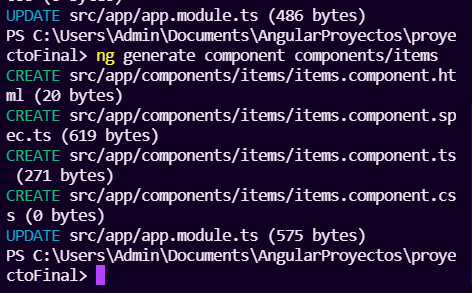 UPDATE src/app/app.module.ts (486 bytes)
PS C:\Users\Admin\Documents\AngularProyectos\proye
ctoFinal> ng generate component components/items
CREATE src/app/components/items/items.component.ht
ml (20 bytes)
CREATE src/app/components/items/items.component.sp
ec.ts (619 bytes)
CREATE src/app/components/items/items.component.ts
 (271 bytes)
CREATE src/app/components/items/items.component.cs
s (0 bytes)
UPDATE src/app/app.module.ts (575 bytes)
PS C:\Users\Admin\Documents\AngularProyectos\proye
ctoFinal>